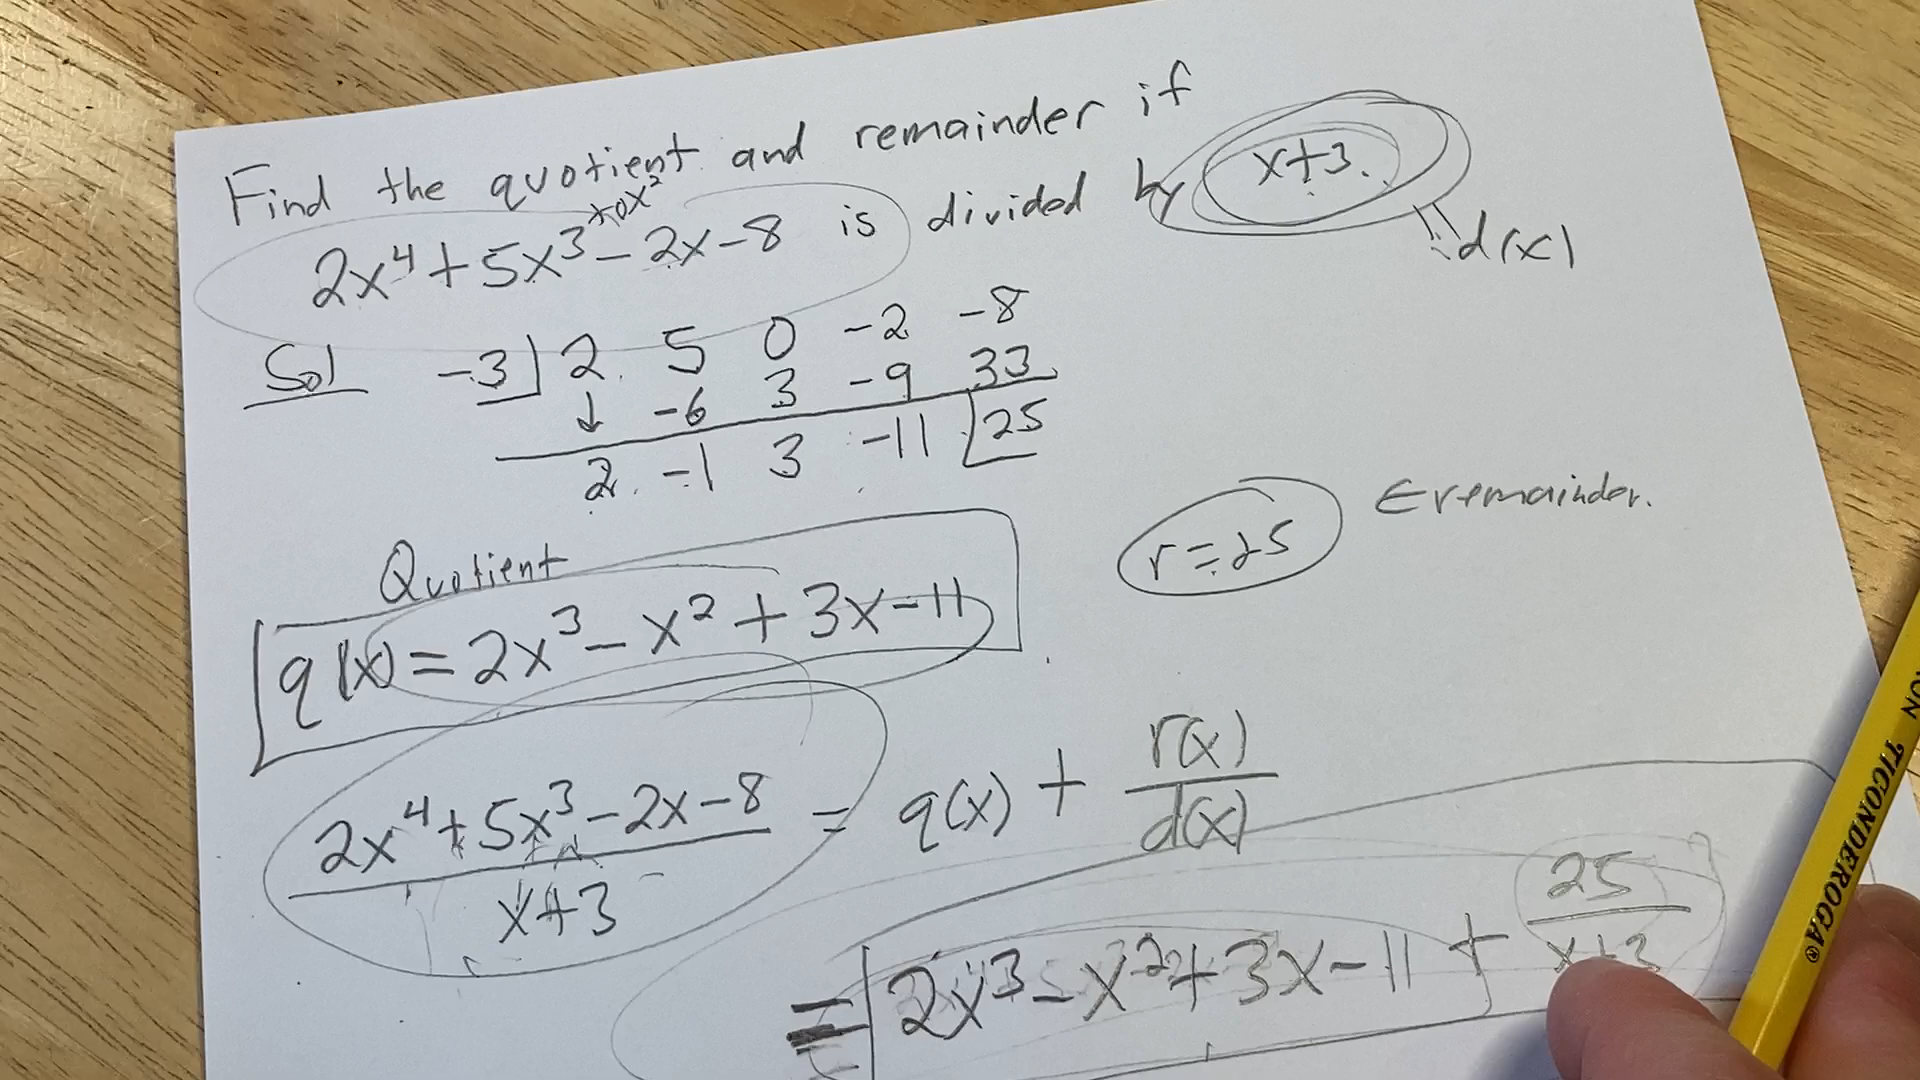 Find the quotient and remainder if
+0x²
2x⁴+5x³-2x-8 is divided by x+3.
d(x)
Sol -3 2 5 0 -2 -8
↓ -6 3 -9 33
2 -1 3 -11 25
r=25 ← remainder.
Quotient
q(x)=2x³-x²+3x-11
2x⁴+5x³-2x-8 / x+3 = q(x) + r(x) / d(x)
= 2x³-x²+3x-11 + 25 / x+3
TICONDEROGA®